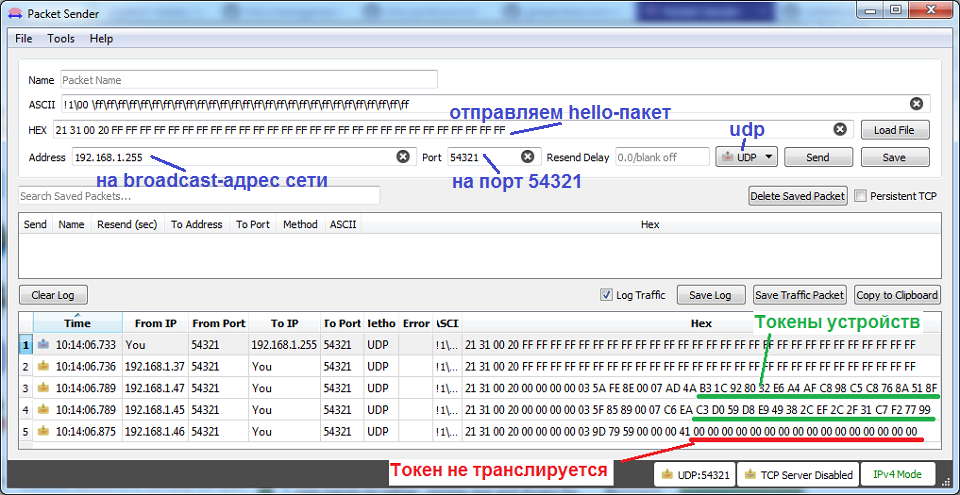 Packet Sender
File Tools Help
Name Packet Name
ASCII !1\00 \ff\ff\ff\ff\ff\ff\ff\ff\ff\ff\ff\ff\ff\ff\ff\ff\ff\ff\ff\ff\ff\ff\ff\ff\ff\ff\ff\ff
отправляем hello-пакет
HEX 21 31 00 20 FF FF FF FF FF FF FF FF FF FF FF FF FF FF FF FF FF FF FF FF FF FF FF FF FF FF FF FF Load File
udp
Address 192.168.1.255 Port 54321 Resend Delay 0.0/blank off UDP Send Save
на broadcast-адрес сети на порт 54321
Search Saved Packets... Delete Saved Packet Persistent TCP
Send Name Resend (sec) To Address To Port Method ASCII Hex
Clear Log Log Traffic Save Log Save Traffic Packet Copy to Clipboard
Токены устройств
Time From IP From Port To IP To Port Metho Error ASCI Hex
1 10:14:06.733 You 54321 192.168.1.255 54321 UDP !1\... 21 31 00 20 FF FF FF FF FF FF FF FF FF FF FF FF FF FF FF FF FF FF FF FF FF FF FF FF FF FF FF FF
2 10:14:06.736 192.168.1.37 54321 You 54321 UDP !1\... 21 31 00 20 FF FF FF FF FF FF FF FF FF FF FF FF FF FF FF FF FF FF FF FF FF FF FF FF FF FF FF FF
3 10:14:06.789 192.168.1.47 54321 You 54321 UDP !1\... 21 31 00 20 00 00 00 00 03 5A FE 8E 00 07 AD 4A B3 1C 92 80 32 E6 A4 AF C8 98 C5 C8 76 8A 51 8F
4 10:14:06.789 192.168.1.45 54321 You 54321 UDP !1\... 21 31 00 20 00 00 00 00 03 5F 85 89 00 07 C6 EA C3 D0 59 D8 E9 49 38 2C EF 2C 2F 31 C7 F2 77 99
5 10:14:06.875 192.168.1.46 54321 You 54321 UDP !1\... 21 31 00 20 00 00 00 00 03 9D 79 59 00 00 00 41 00 00 00 00 00 00 00 00 00 00 00 00 00 00 00 00
Токен не транслируется
UDP:54321 TCP Server Disabled IPv4 Mode